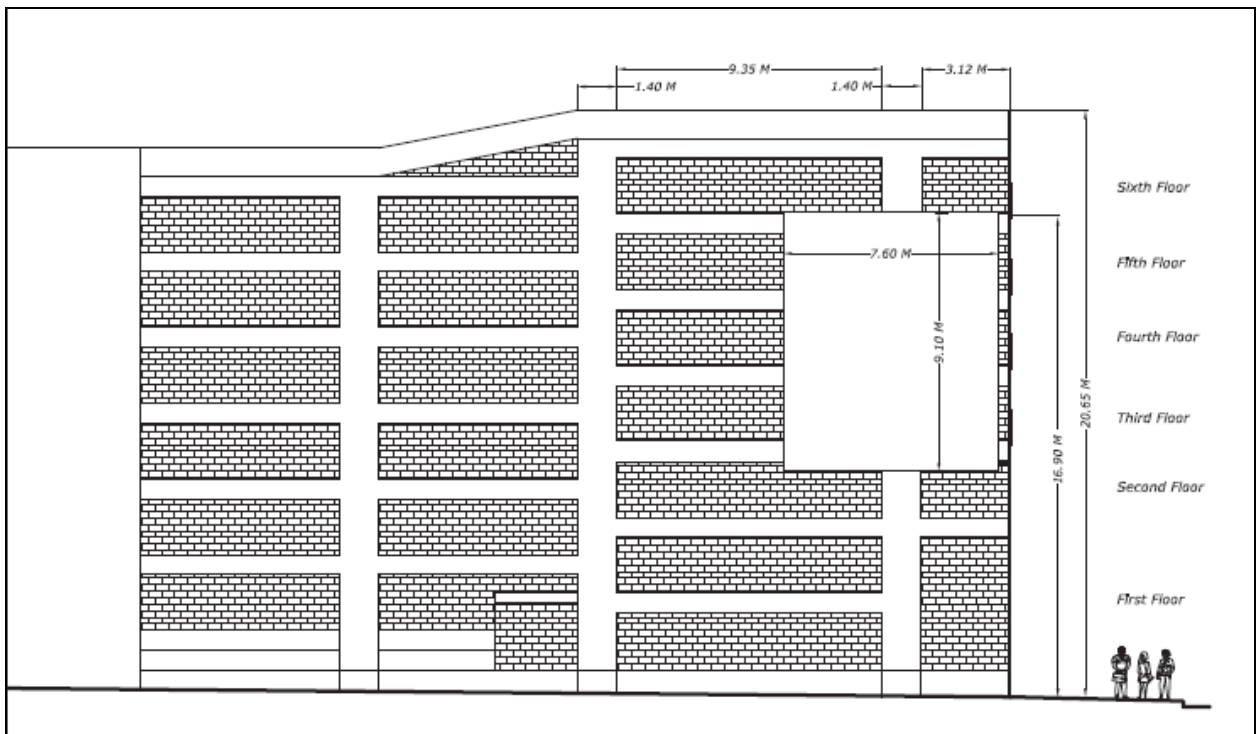 9.35 M
3.12 M
1.40 M
1.40 M
Sixth Floor
7.60 M
Fifth Floor
9.10 M
Fourth Floor
20.65 M
Third Floor
16.90 M
Second Floor
First Floor